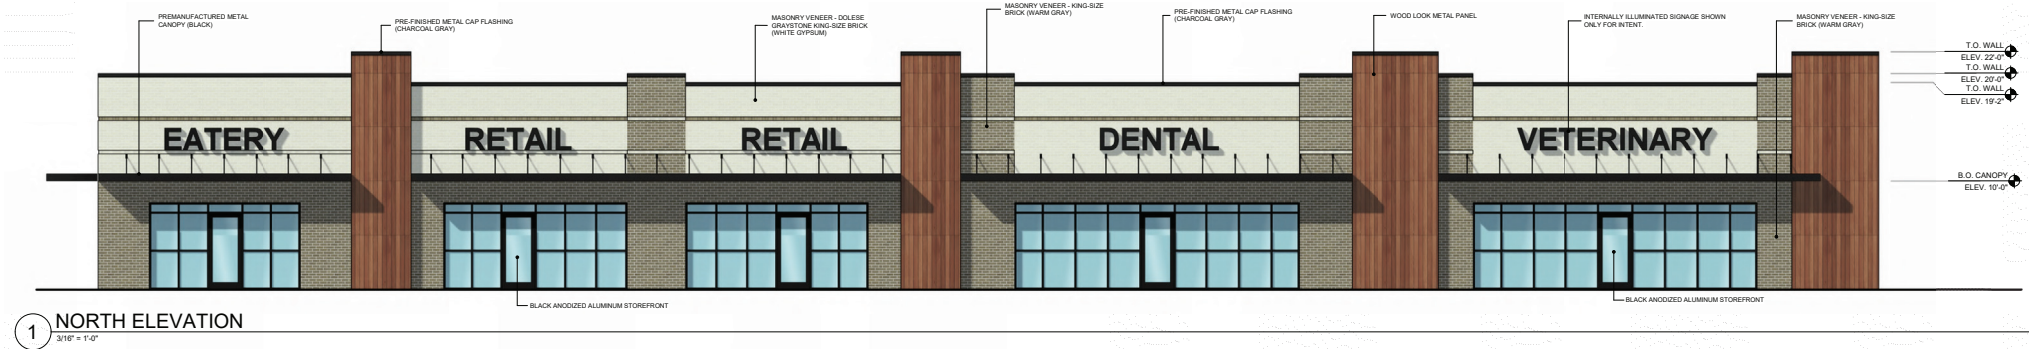 PREMANUFACTURED METAL
CANOPY (BLACK)
PRE-FINISHED METAL CAP FLASHING
(CHARCOAL GRAY)
MASONRY VENEER - DOLESE
GRAYSTONE KING-SIZE BRICK
(WHITE GYPSUM)
MASONRY VENEER - KING-SIZE
BRICK (WARM GRAY)
PRE-FINISHED METAL CAP FLASHING
(CHARCOAL GRAY)
WOOD LOOK METAL PANEL
INTERNALLY ILLUMINATED SIGNAGE SHOWN
ONLY FOR INTENT.
MASONRY VENEER - KING-SIZE
BRICK (WARM GRAY)
T.O. WALL
ELEV. 22'-0"
T.O. WALL
ELEV. 20'-0"
T.O. WALL
ELEV. 19'-2"
EATERY
RETAIL
RETAIL
DENTAL
VETERINARY
B.O. CANOPY
ELEV. 10'-0"
BLACK ANODIZED ALUMINUM STOREFRONT
BLACK ANODIZED ALUMINUM STOREFRONT
1
NORTH ELEVATION
3/16" = 1'-0"